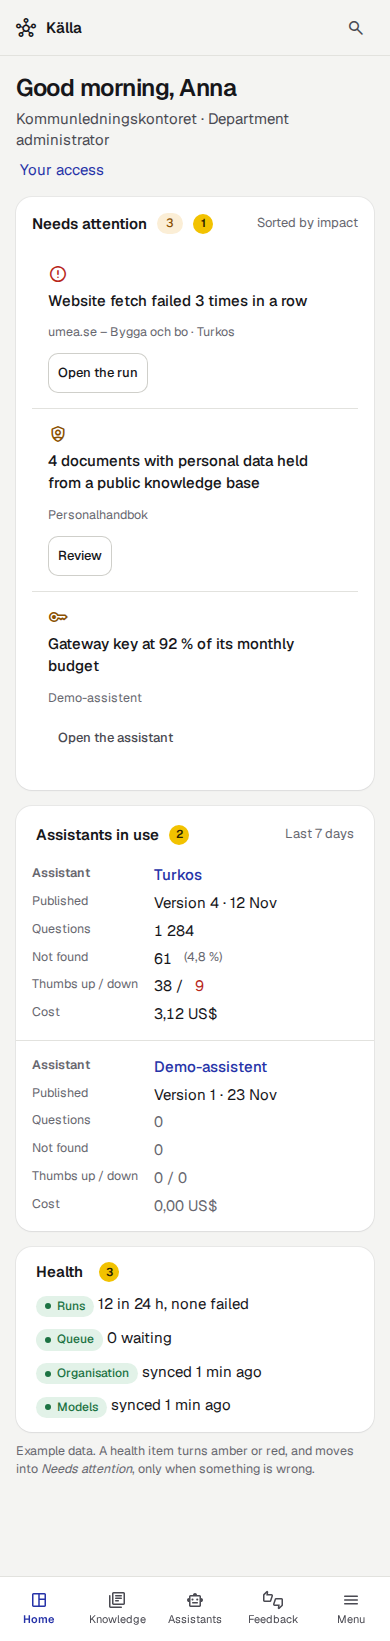 Källa
Good morning, Anna
Kommunledningskontoret · Department
administrator
Your access
Needs attention 3 1 Sorted by impact
Website fetch failed 3 times in a row
umea.se – Bygga och bo · Turkos
Open the run
4 documents with personal data held
from a public knowledge base
Personalhandbok
Review
Gateway key at 92 % of its monthly
budget
Demo-assistent
Open the assistant
Assistants in use 2 Last 7 days
Assistant Turkos
Published Version 4 · 12 Nov
Questions 1 284
Not found 61 (4,8 %)
Thumbs up / down 38 / 9
Cost 3,12 US$
Assistant Demo-assistent
Published Version 1 · 23 Nov
Questions 0
Not found 0
Thumbs up / down 0 / 0
Cost 0,00 US$
Health 3
Runs 12 in 24 h, none failed
Queue 0 waiting
Organisation synced 1 min ago
Models synced 1 min ago
Example data. A health item turns amber or red, and moves
into Needs attention, only when something is wrong.
Home Knowledge Assistants Feedback Menu